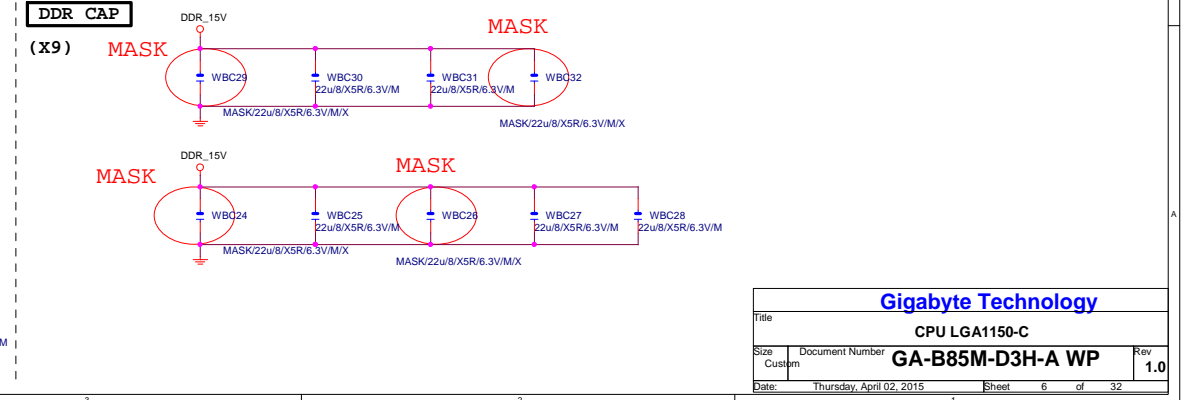 DDR CAP
(X9)
DDR_15V
MASK
MASK
WBC29
WBC30
22u/8/X5R/6.3V/M
WBC31
22u/8/X5R/6.3V/M
WBC32
MASK/22u/8/X5R/6.3V/M/X
MASK/22u/8/X5R/6.3V/M/X
DDR_15V
MASK
MASK
WBC24
WBC25
22u/8/X5R/6.3V/M
WBC26
WBC27
22u/8/X5R/6.3V/M
WBC28
22u/8/X5R/6.3V/M
MASK/22u/8/X5R/6.3V/M/X
MASK/22u/8/X5R/6.3V/M/X
A
M
Gigabyte Technology
Title
CPU LGA1150-C
Size
Custom
Document Number
GA-B85M-D3H-A WP
Rev
1.0
Date: Thursday, April 02, 2015 Sheet 6 of 32